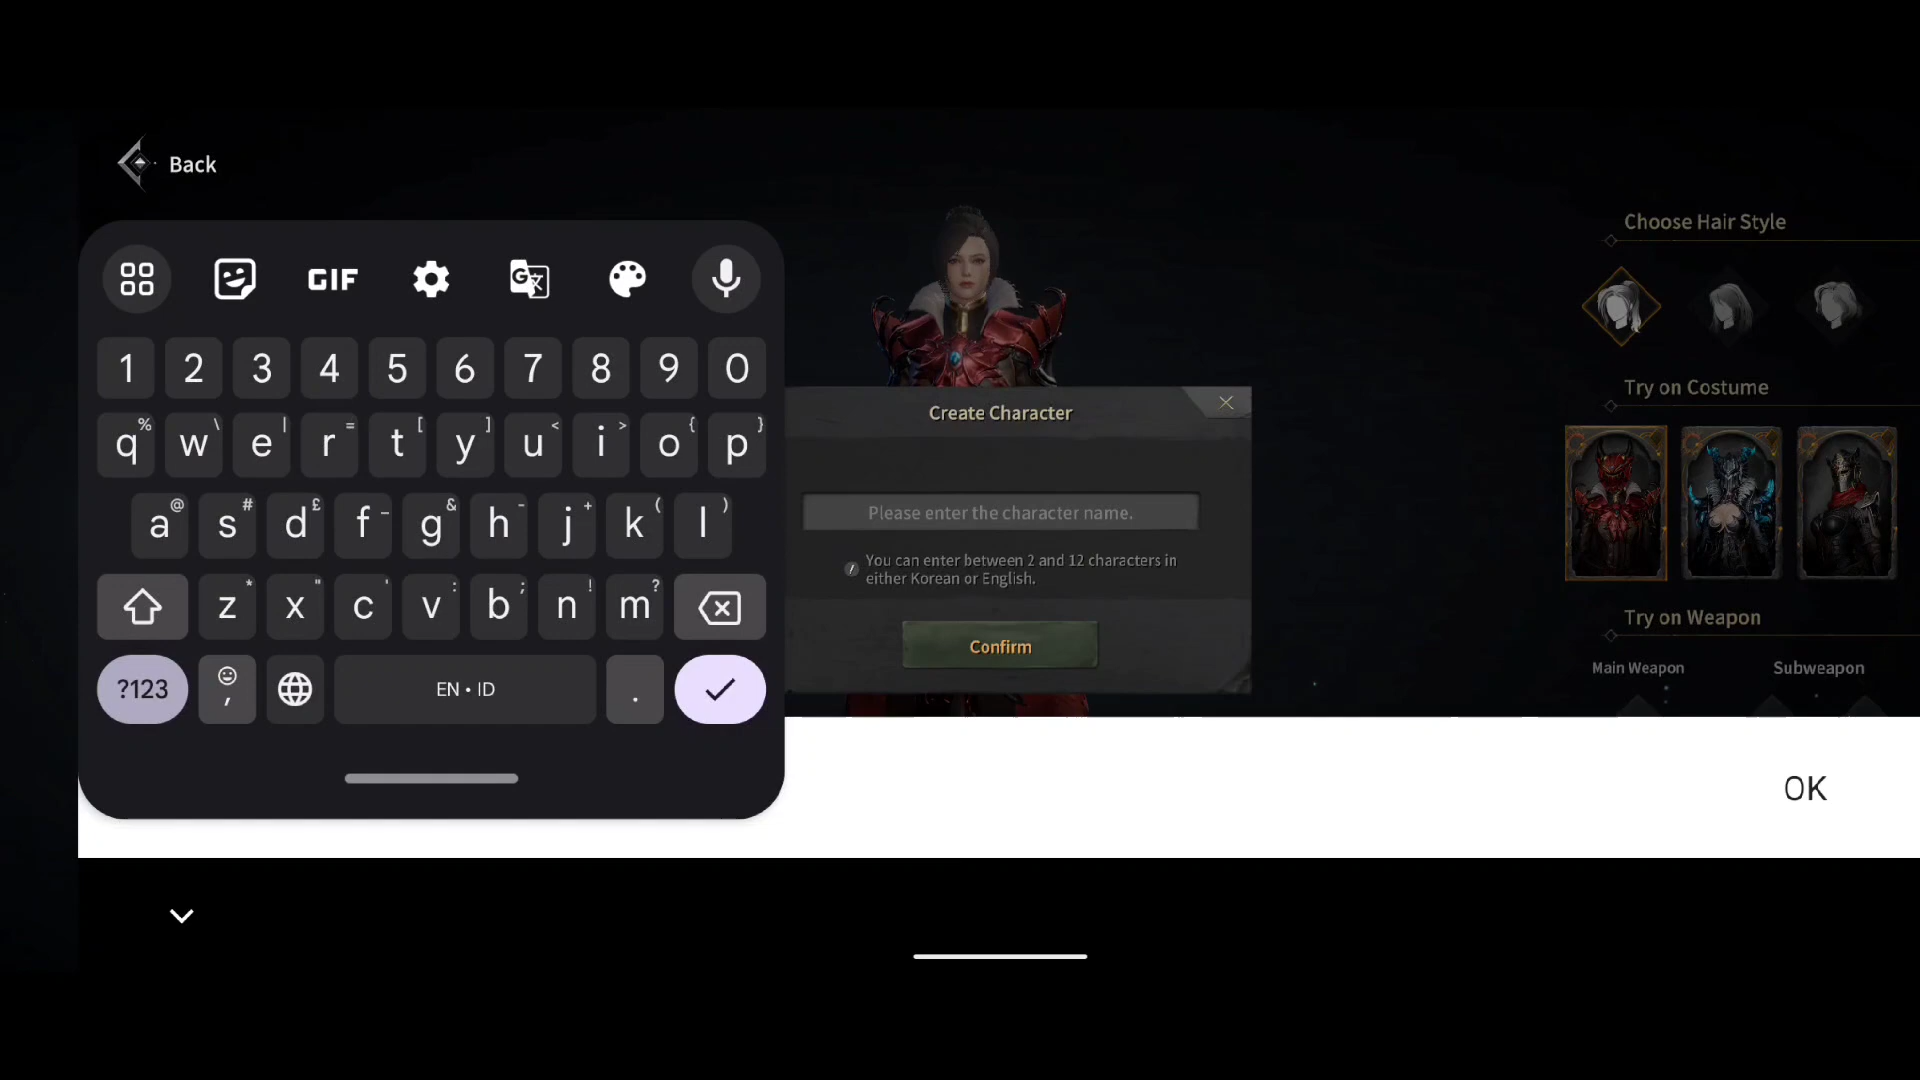 Back
Choose Hair Style
GIF
1 2 3 4 5 6 7 8 9 0
q% w\ e| r= t[ y] u< i> o{ p}
a@ s# d£ f_ g& h- j+ k( l)
z* x" c' v: b; n! m?
?123 , EN • ID .
Create Character
Please enter the character name.
You can enter between 2 and 12 characters in
either Korean or English.
Confirm
Try on Costume
Try on Weapon
Main Weapon Subweapon
OK